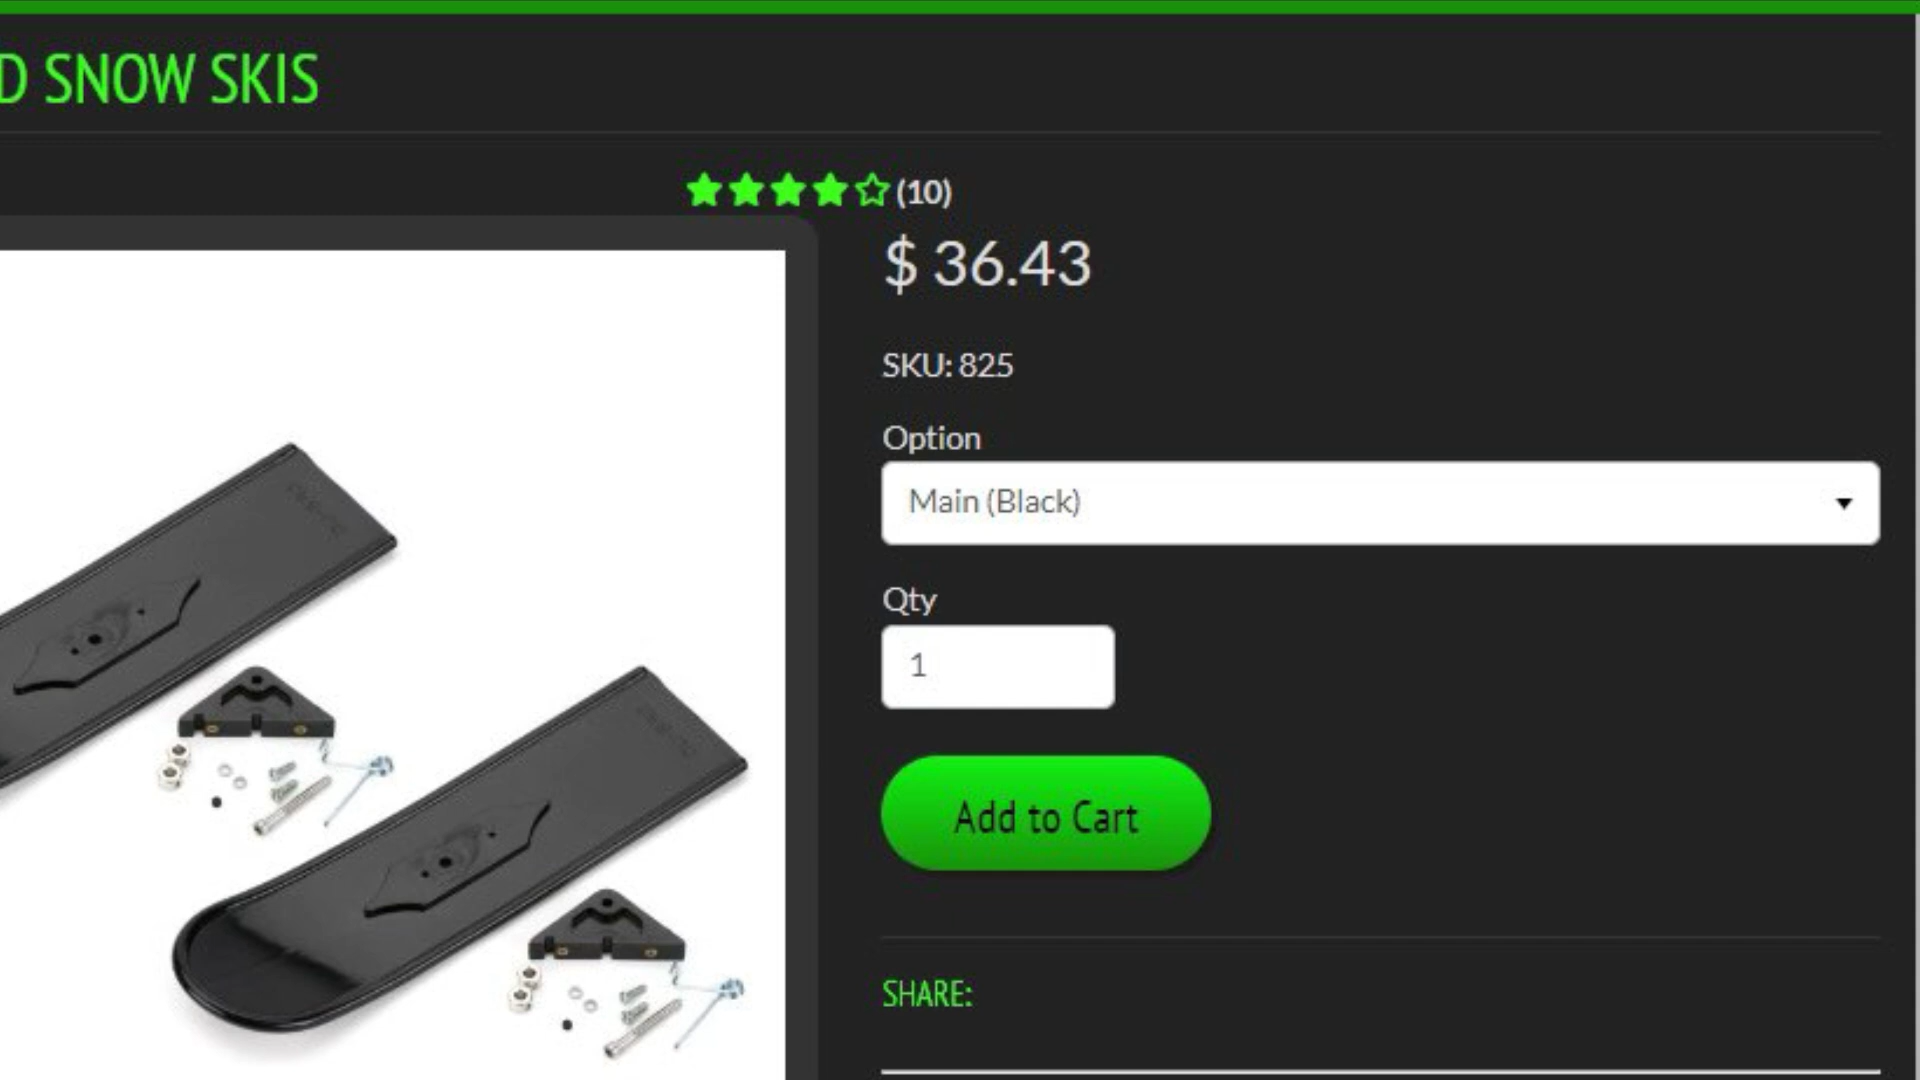 D SNOW SKIS
(10)
$ 36.43
SKU: 825
Option
Main (Black)
Qty
1
Add to Cart
SHARE: